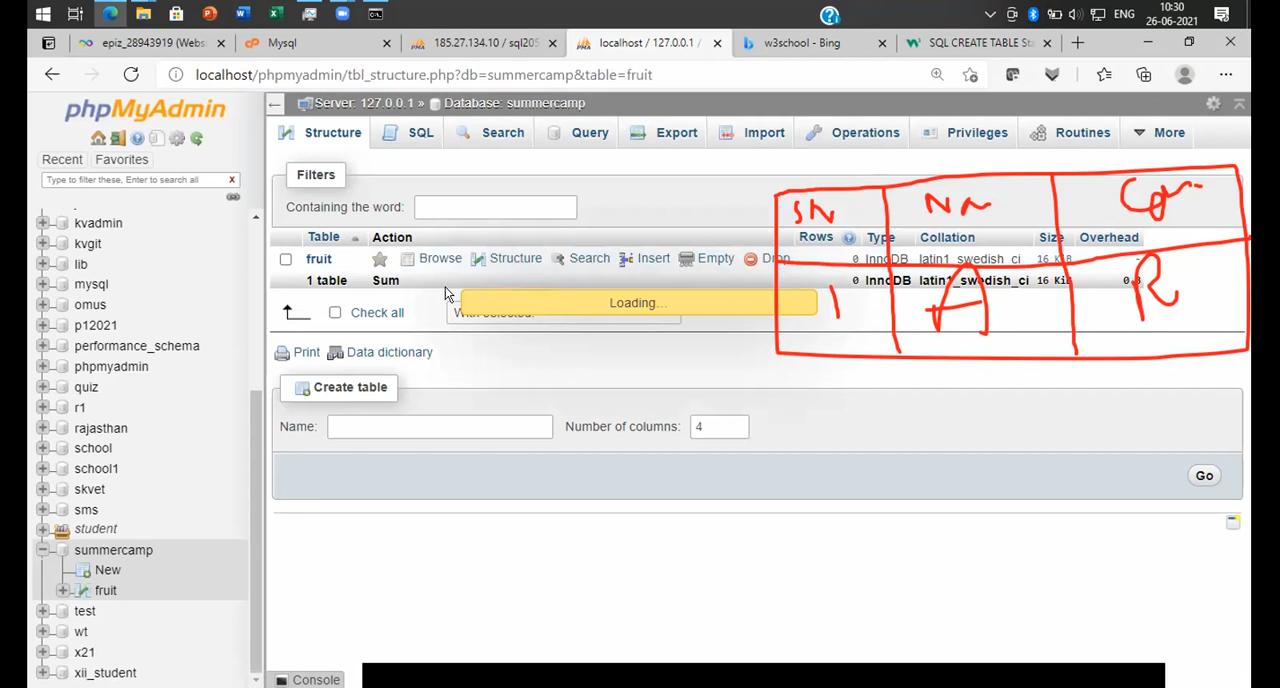 10:30
ENG
26-06-2021
epiz_28943919 (Webs
Mysql
185.27.134.10 / sql205
localhost / 127.0.0.1 /
w3school - Bing
SQL CREATE TABLE St
localhost/phpmyadmin/tbl_structure.php?db=summercamp&table=fruit
phpMyAdmin
Recent Favorites
Type to filter these, Enter to search all X
kvadmin
kvgit
lib
mysql
omus
p12021
performance_schema
phpmyadmin
quiz
r1
rajasthan
school
school1
skvet
sms
student
summercamp
New
fruit
test
wt
x21
xii_student
Server: 127.0.0.1 » Database: summercamp
Structure SQL Search Query Export Import Operations Privileges Routines More
Filters
Containing the word:
SN
Table Action Rows Type Collation Size Overhead
fruit Browse Structure Search Insert Empty Drop 0 InnoDB latin1_swedish_ci 16 KiB -
1 table Sum 0 InnoDB latin1_swedish_ci 16 KiB
Loading...
1 A R
Check all With selected:
Print Data dictionary
Create table
Name: Number of columns: 4
Go
Console